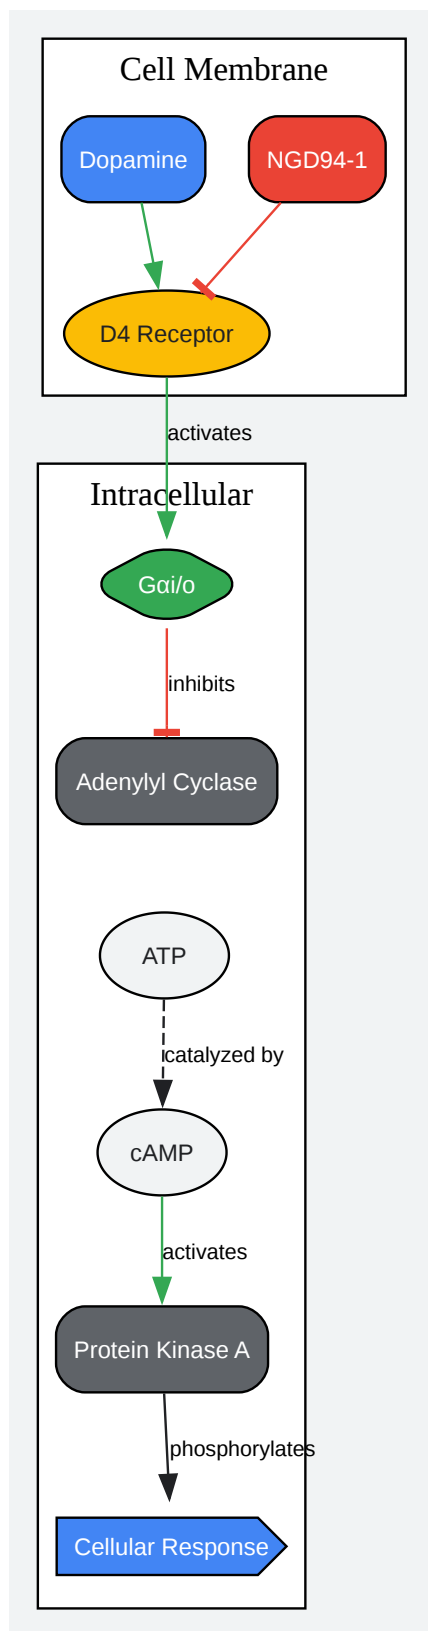 Cell Membrane
Dopamine
NGD94-1
D4 Receptor
activates
Intracellular
Gαi/o
inhibits
Adenylyl Cyclase
ATP
catalyzed by
cAMP
activates
Protein Kinase A
phosphorylates
Cellular Response